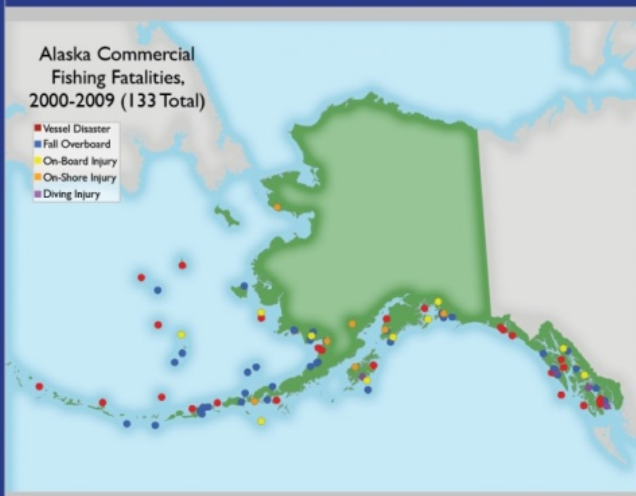 Alaska Commercial
Fishing Fatalities,
2000-2009 (133 Total)
Vessel Disaster
Fall Overboard
On-Board Injury
On-Shore Injury
Diving Injury